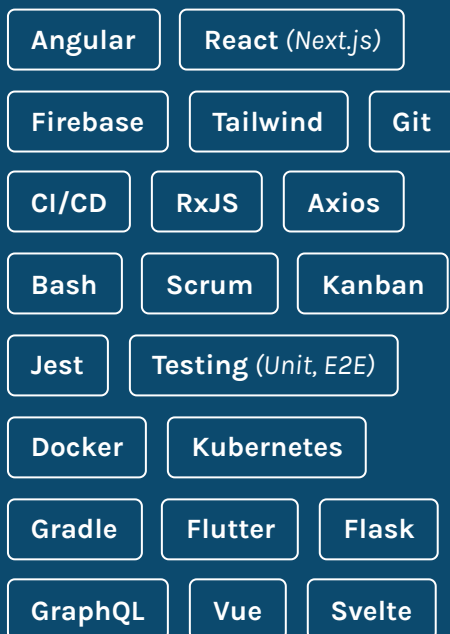 Angular React (Next.js)
Firebase Tailwind Git
CI/CD RxJS Axios
Bash Scrum Kanban
Jest Testing (Unit, E2E)
Docker Kubernetes
Gradle Flutter Flask
GraphQL Vue Svelte